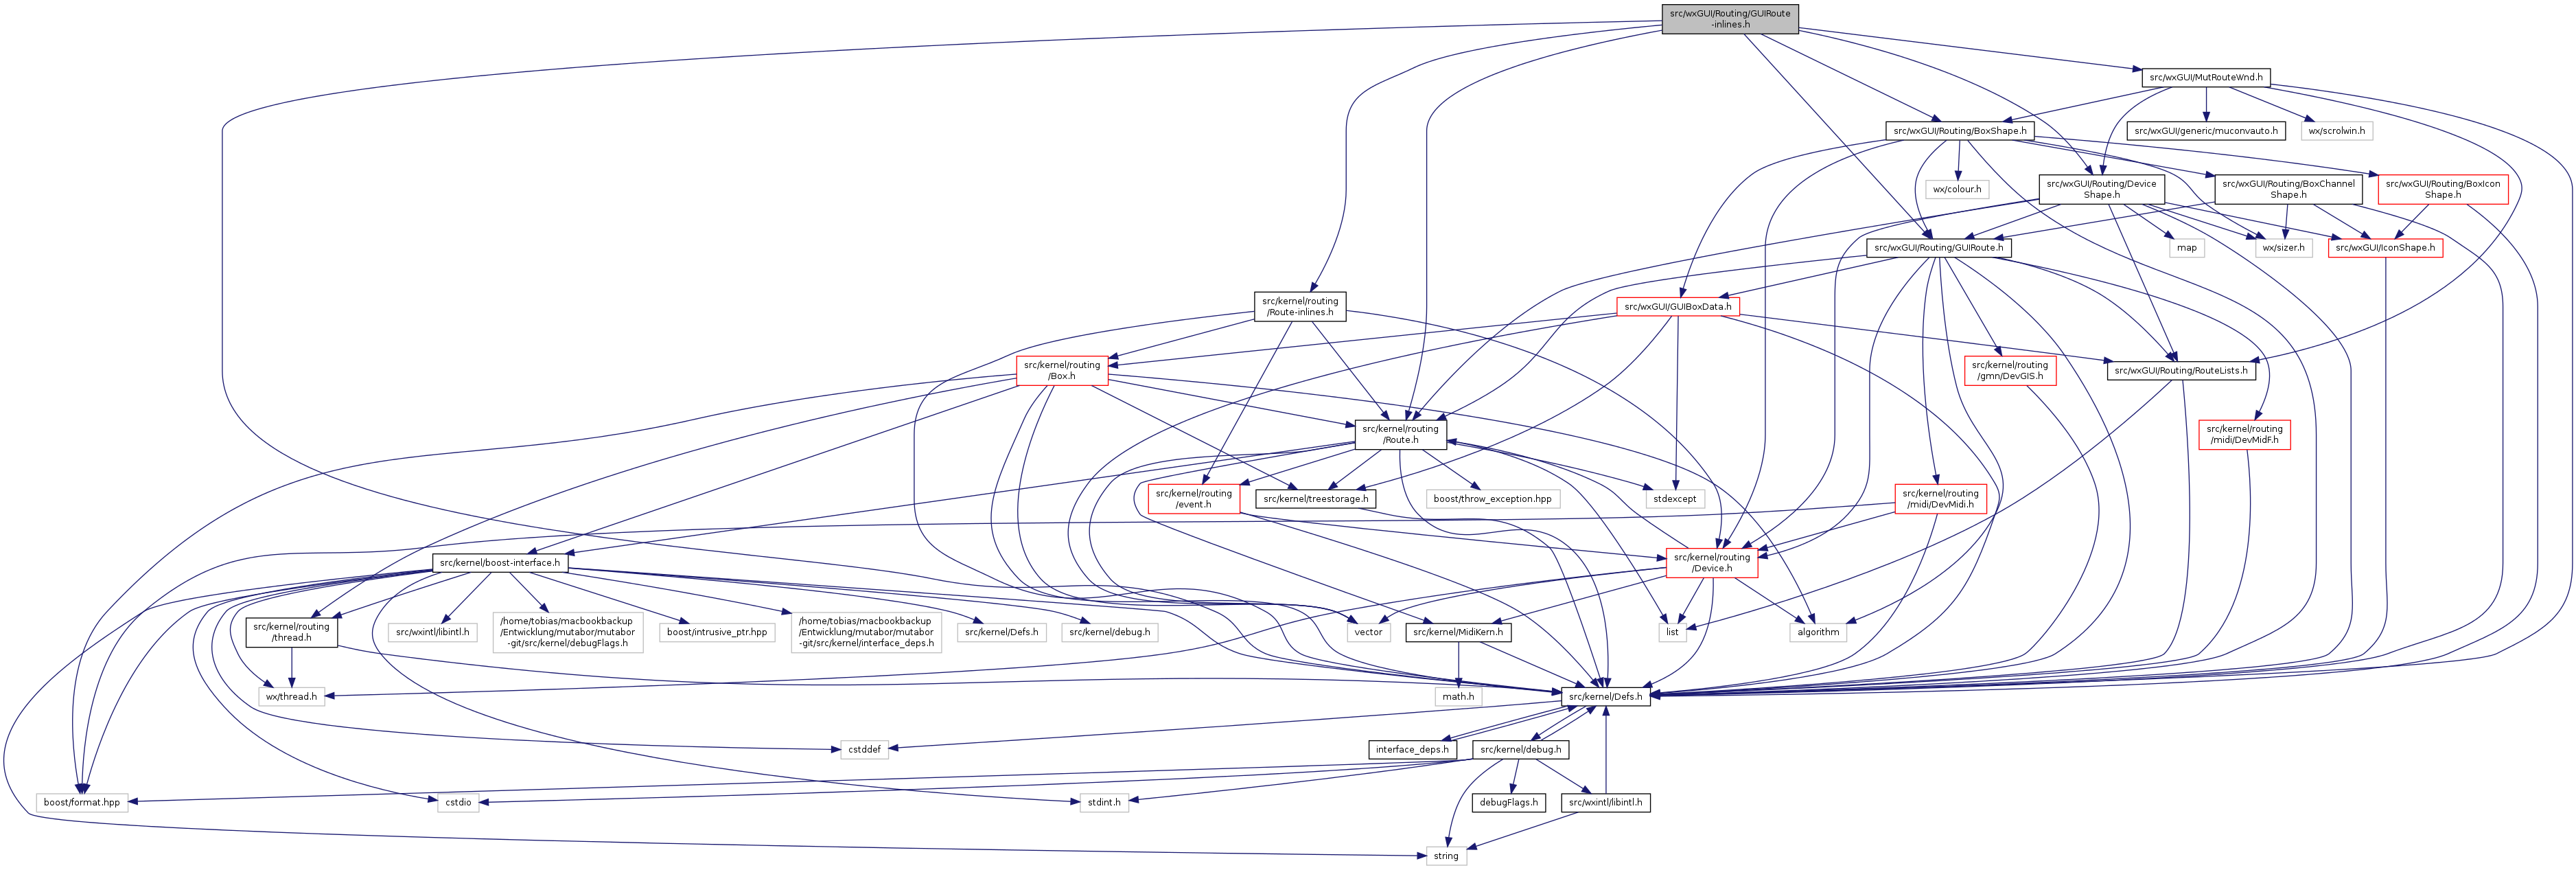 src/wxGUI/Routing/GUIRoute
-inlines.h
src/wxGUI/MutRouteWnd.h
src/wxGUI/Routing/BoxShape.h
src/wxGUI/generic/muconvauto.h
wx/scrolwin.h
wx/colour.h
src/wxGUI/Routing/Device
Shape.h
src/wxGUI/Routing/BoxChannel
Shape.h
src/wxGUI/Routing/BoxIcon
Shape.h
src/wxGUI/Routing/GUIRoute.h
map
wx/sizer.h
src/wxGUI/IconShape.h
src/kernel/routing
/Route-inlines.h
src/wxGUI/GUIBoxData.h
src/kernel/routing
/Box.h
src/kernel/routing
/gmn/DevGIS.h
src/wxGUI/Routing/RouteLists.h
src/kernel/routing
/Route.h
src/kernel/routing
/midi/DevMidF.h
src/kernel/routing
/event.h
src/kernel/treestorage.h
boost/throw_exception.hpp
stdexcept
src/kernel/routing
/midi/DevMidi.h
src/kernel/boost-interface.h
src/kernel/routing
/Device.h
src/kernel/routing
/thread.h
src/wxintl/libintl.h
/home/tobias/macbookbackup
/Entwicklung/mutabor/mutabor
-git/src/kernel/debugFlags.h
boost/intrusive_ptr.hpp
/home/tobias/macbookbackup
/Entwicklung/mutabor/mutabor
-git/src/kernel/interface_deps.h
src/kernel/Defs.h
src/kernel/debug.h
vector
src/kernel/MidiKern.h
list
algorithm
wx/thread.h
math.h
src/kernel/Defs.h
cstddef
interface_deps.h
src/kernel/debug.h
boost/format.hpp
cstdio
stdint.h
debugFlags.h
src/wxintl/libintl.h
string